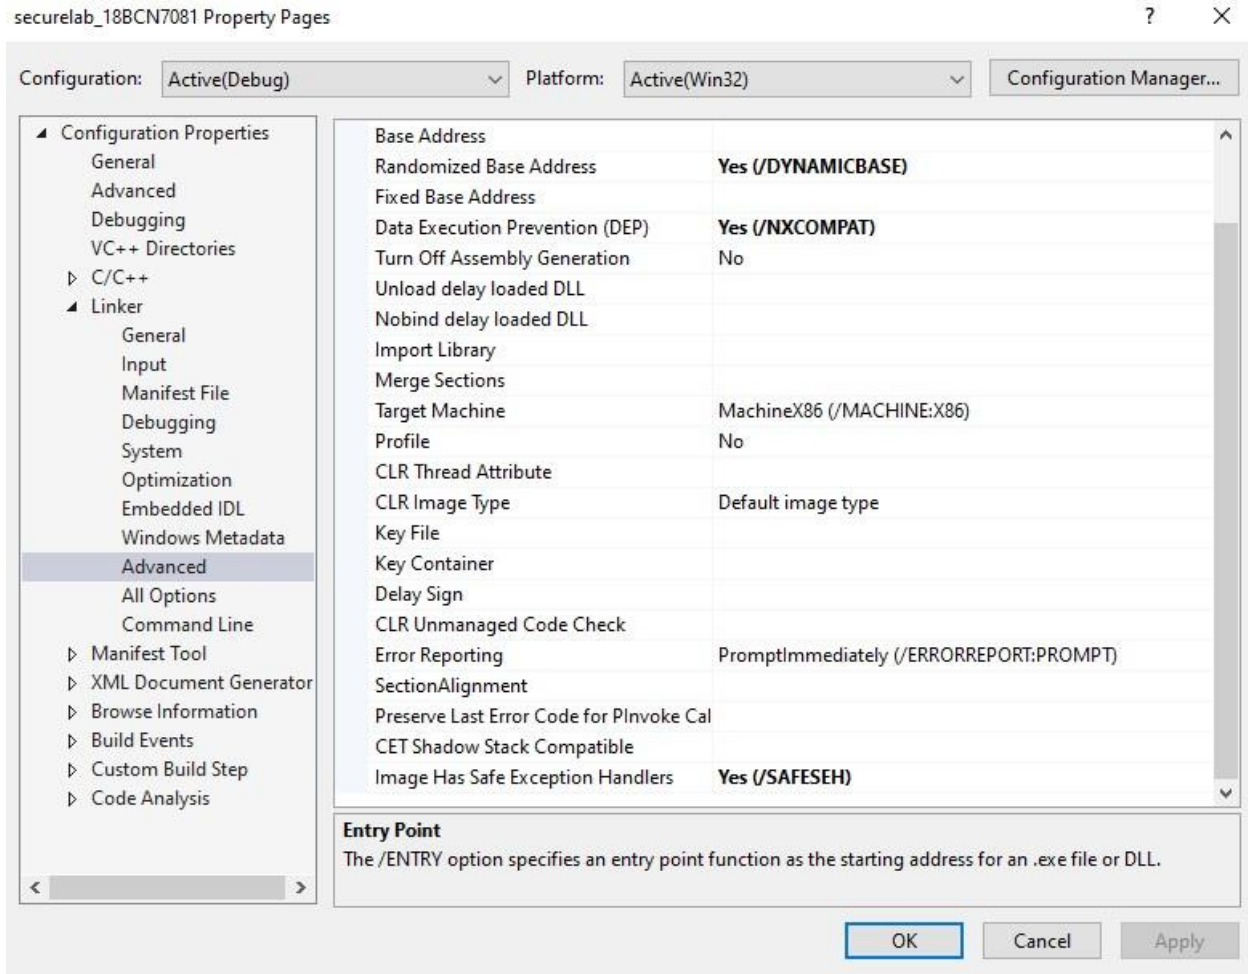 securelab_18BCN7081 Property Pages ? ✕
Configuration: Active(Debug) Platform: Active(Win32) Configuration Manager...
Configuration Properties
General
Advanced
Debugging
VC++ Directories
C/C++
Linker
General
Input
Manifest File
Debugging
System
Optimization
Embedded IDL
Windows Metadata
Advanced
All Options
Command Line
Manifest Tool
XML Document Generator
Browse Information
Build Events
Custom Build Step
Code Analysis
Base Address
Randomized Base Address Yes (/DYNAMICBASE)
Fixed Base Address
Data Execution Prevention (DEP) Yes (/NXCOMPAT)
Turn Off Assembly Generation No
Unload delay loaded DLL
Nobind delay loaded DLL
Import Library
Merge Sections
Target Machine MachineX86 (/MACHINE:X86)
Profile No
CLR Thread Attribute
CLR Image Type Default image type
Key File
Key Container
Delay Sign
CLR Unmanaged Code Check
Error Reporting PromptImmediately (/ERRORREPORT:PROMPT)
SectionAlignment
Preserve Last Error Code for PInvoke Cal
CET Shadow Stack Compatible
Image Has Safe Exception Handlers Yes (/SAFESEH)
Entry Point
The /ENTRY option specifies an entry point function as the starting address for an .exe file or DLL.
OK Cancel Apply